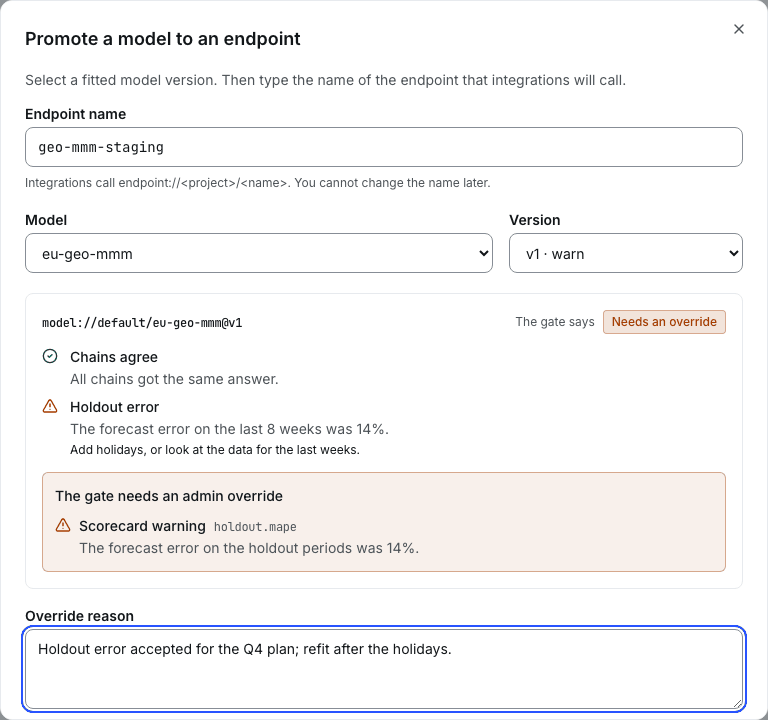 Promote a model to an endpoint
Select a fitted model version. Then type the name of the endpoint that integrations will call.
Endpoint name
geo-mmm-staging
Integrations call endpoint://<project>/<name>. You cannot change the name later.
Model
Version
eu-geo-mmm
v1 · warn
model://default/eu-geo-mmm@v1
The gate says
Needs an override
Chains agree
All chains got the same answer.
Holdout error
The forecast error on the last 8 weeks was 14%.
Add holidays, or look at the data for the last weeks.
The gate needs an admin override
Scorecard warning holdout.mape
The forecast error on the holdout periods was 14%.
Override reason
Holdout error accepted for the Q4 plan; refit after the holidays.